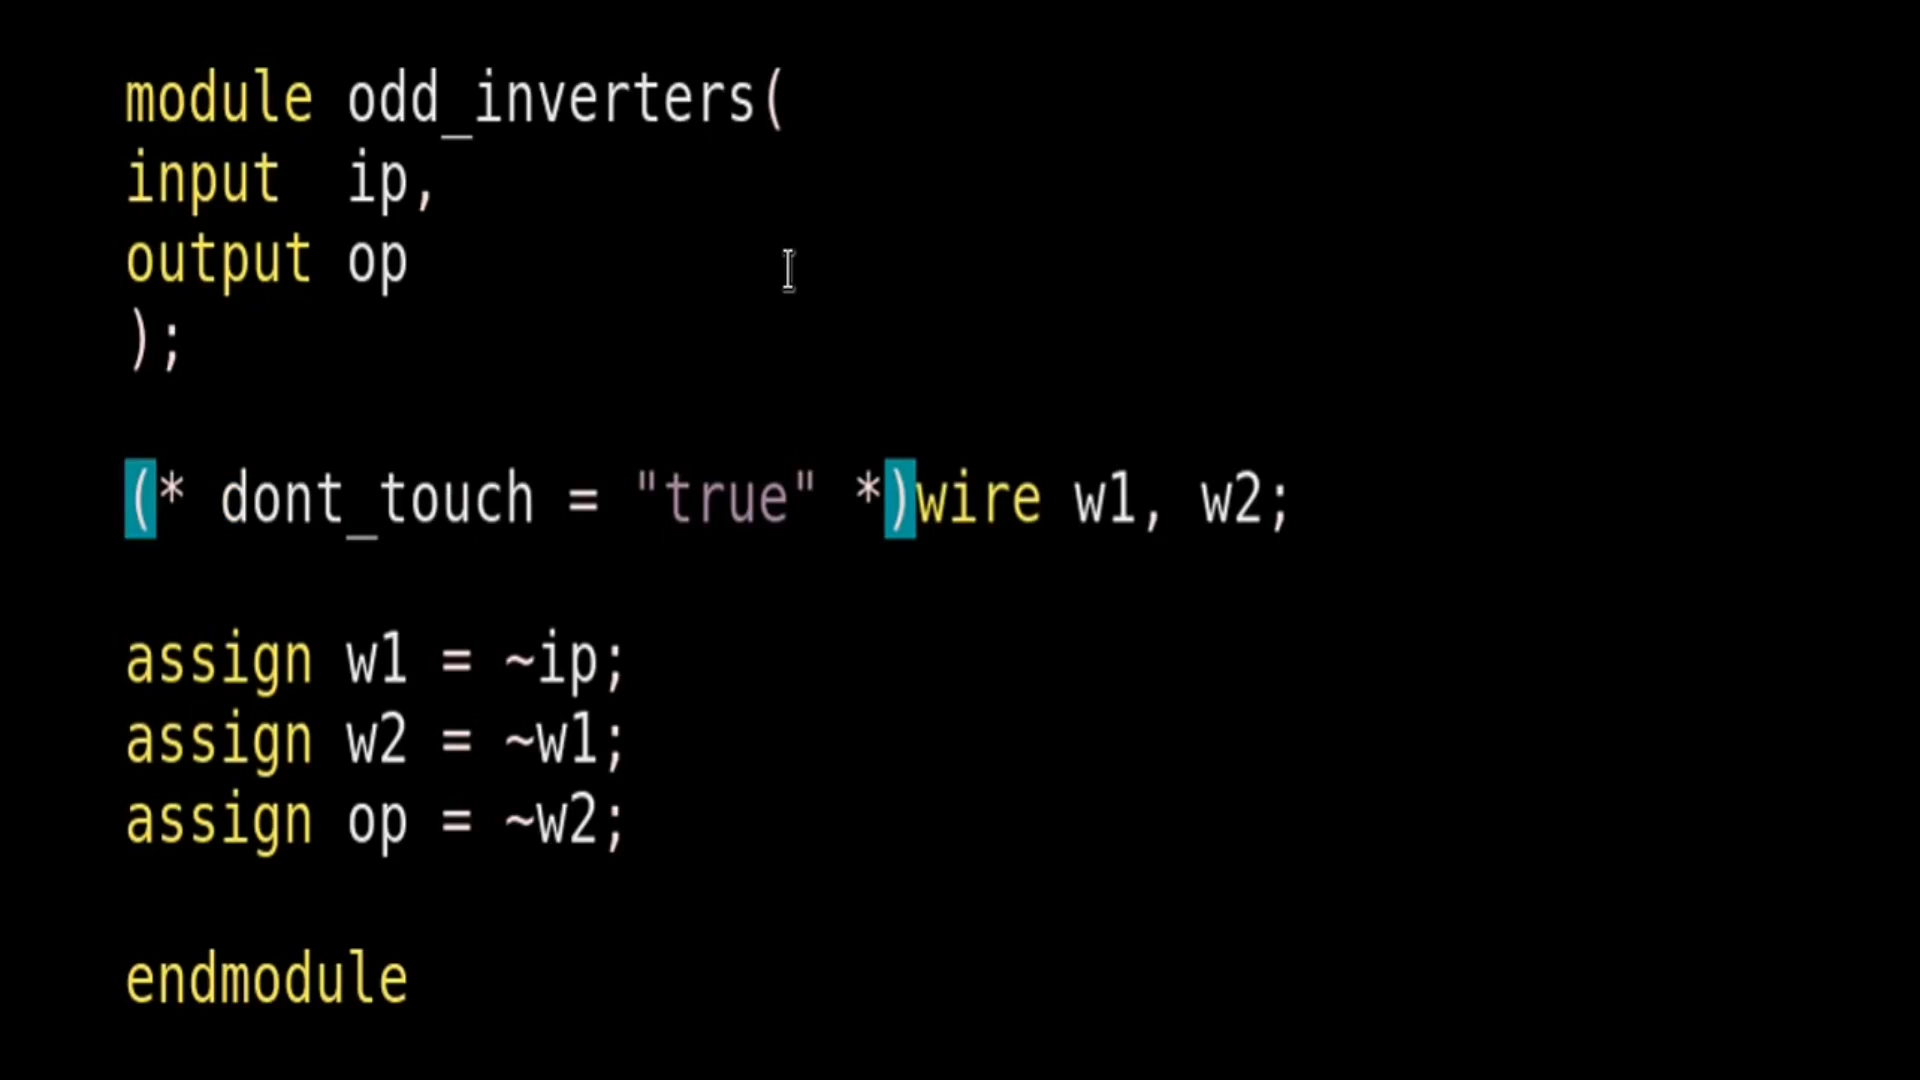 module odd_inverters(
input  ip,
output op
);
(* dont_touch = "true" *)wire w1, w2;
assign w1 = ~ip;
assign w2 = ~w1;
assign op = ~w2;
endmodule